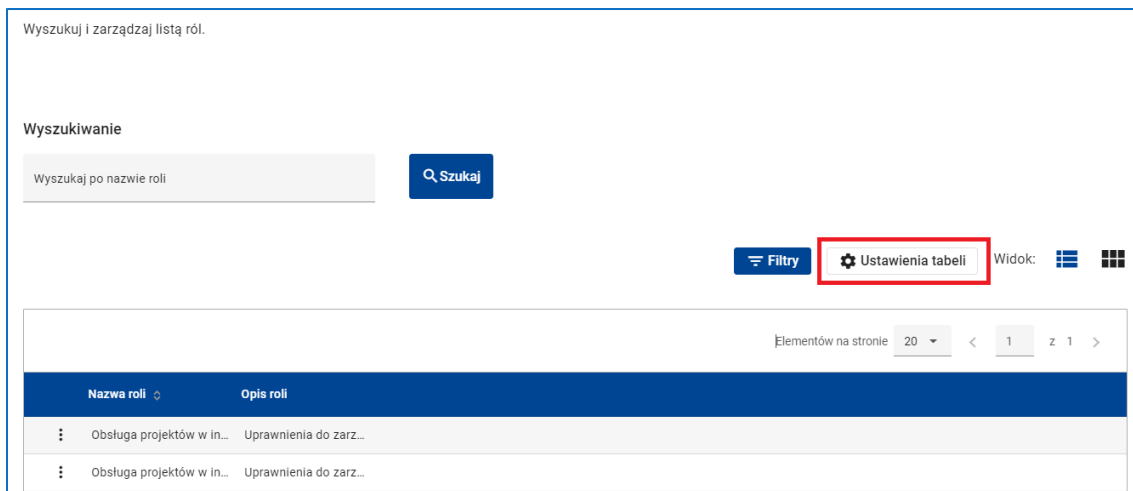 Wyszukuj i zarządzaj listą ról.
Wyszukiwanie
Wyszukaj po nazwie roli
Szukaj
Filtry
Ustawienia tabeli
Widok:
Elementów na stronie 20 1 z 1
Nazwa roli Opis roli
Obsługa projektów w in... Uprawnienia do zarz...
Obsługa projektów w in... Uprawnienia do zarz...